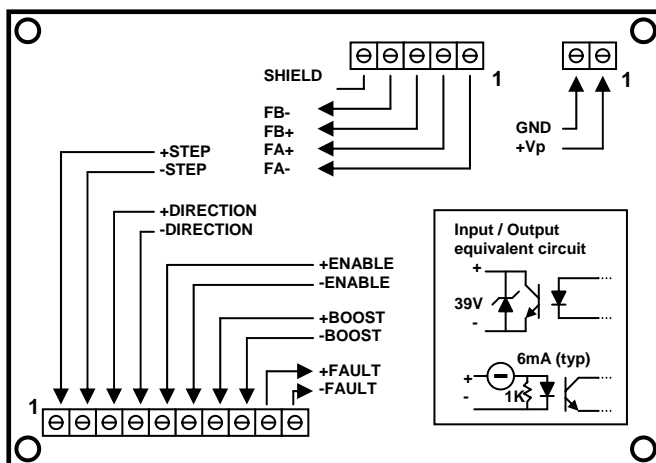 SHIELD
1
1
FB-
FB+
FA+
FA-
GND
+Vp
+STEP
-STEP
+DIRECTION
-DIRECTION
+ENABLE
-ENABLE
+BOOST
-BOOST
+FAULT
-FAULT
1
Input / Output
equivalent circuit
+
39V
-
6mA (typ)
+
-
1K